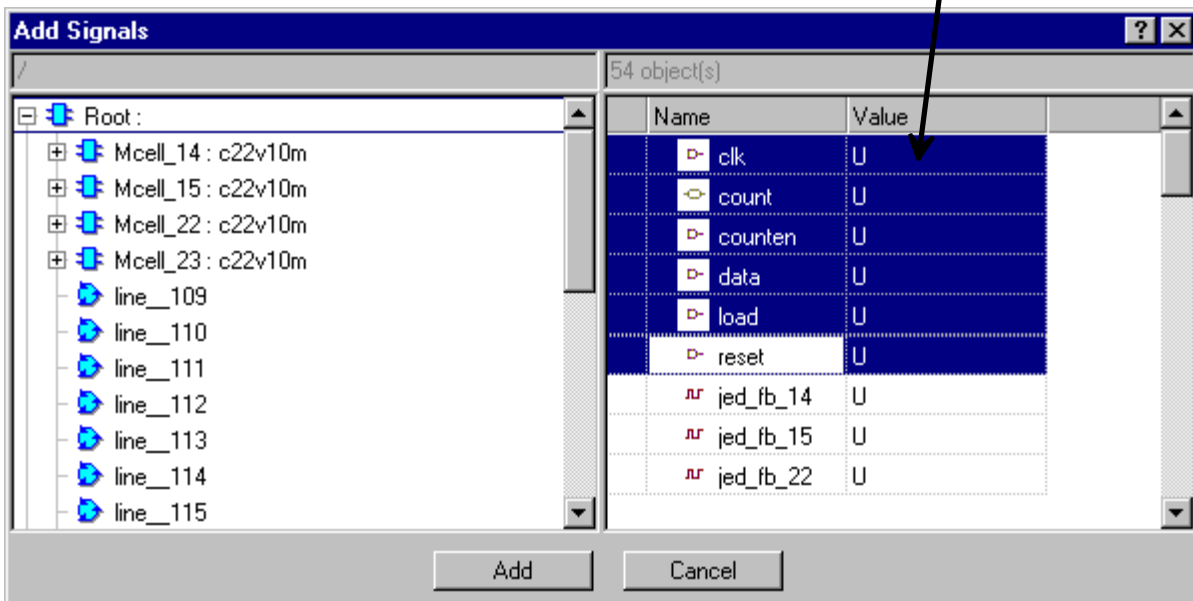 Add Signals
/
54 object(s)
Root :
Mcell_14 : c22v10m
Mcell_15 : c22v10m
Mcell_22 : c22v10m
Mcell_23 : c22v10m
line__109
line__110
line__111
line__112
line__113
line__114
line__115
Name Value
clk U
count U
counten U
data U
load U
reset U
jed_fb_14 U
jed_fb_15 U
jed_fb_22 U
Add Cancel